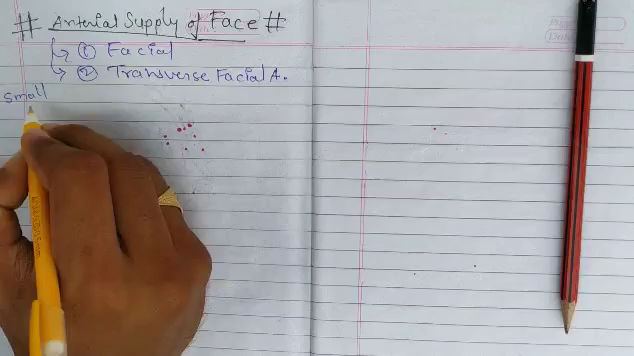 # Arterial Supply of Face #
① Facial
② Transverse Facial A.
Small